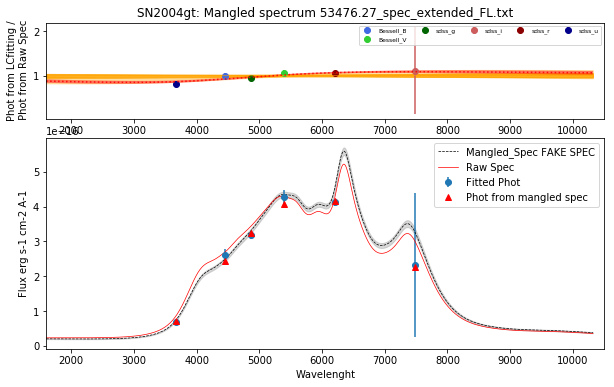 SN2004gt: Mangled spectrum 53476.27_spec_extended_FL.txt
Phot from LCfitting /
Phot from Raw Spec
2
1
Bessell_B
Bessell_V
sdss_g
sdss_i
sdss_r
sdss_u
2000 3000 4000 5000 6000 7000 8000 9000 10000
1e-16
Flux erg s-1 cm-2 A-1
5
4
3
2
1
0
Mangled_Spec FAKE SPEC
Raw Spec
Fitted Phot
Phot from mangled spec
2000 3000 4000 5000 6000 7000 8000 9000 10000
Wavelenght